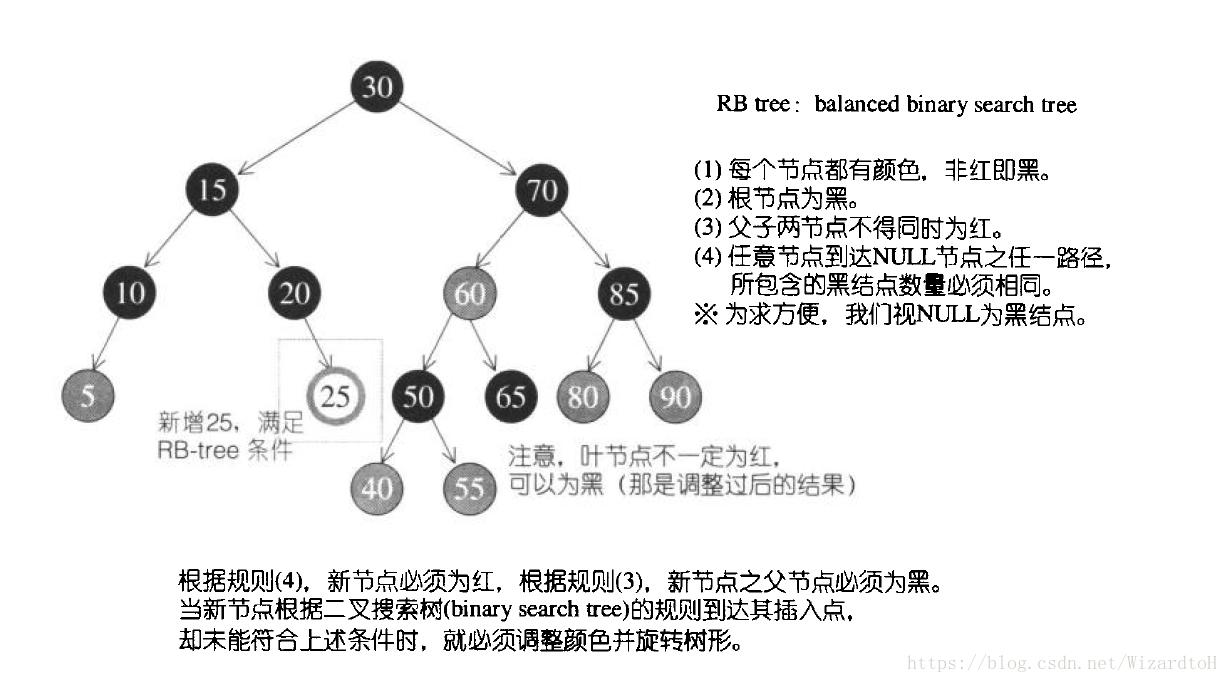 30
RB tree: balanced binary search tree
15
70
(1) 每个节点都有颜色，非红即黑。
(2) 根节点为黑。
(3) 父子两节点不得同时为红。
(4) 任意节点到达NULL节点之任一路径，
所包含的黑结点数量必须相同。
※ 为求方便，我们视NULL为黑结点。
10
20
60
85
5
25
50
65
80
90
新增25，满足
RB-tree 条件
40
55
注意，叶节点不一定为红，
可以为黑（那是调整过后的结果）
根据规则(4)，新节点必须为红，根据规则(3)，新节点之父节点必须为黑。
当新节点根据二叉搜索树(binary search tree)的规则到达其插入点，
却未能符合上述条件时，就必须调整颜色并旋转树形。
https://blog.csdn.net/WizardtoH